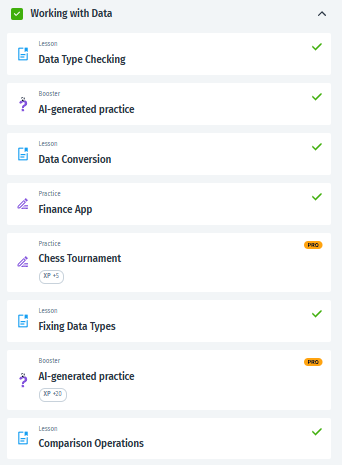 Working with Data
Lesson
Data Type Checking
Booster
AI-generated practice
Lesson
Data Conversion
Practice
Finance App
Practice
PRO
Chess Tournament
XP +5
Lesson
Fixing Data Types
Booster
PRO
AI-generated practice
XP +20
Lesson
Comparison Operations